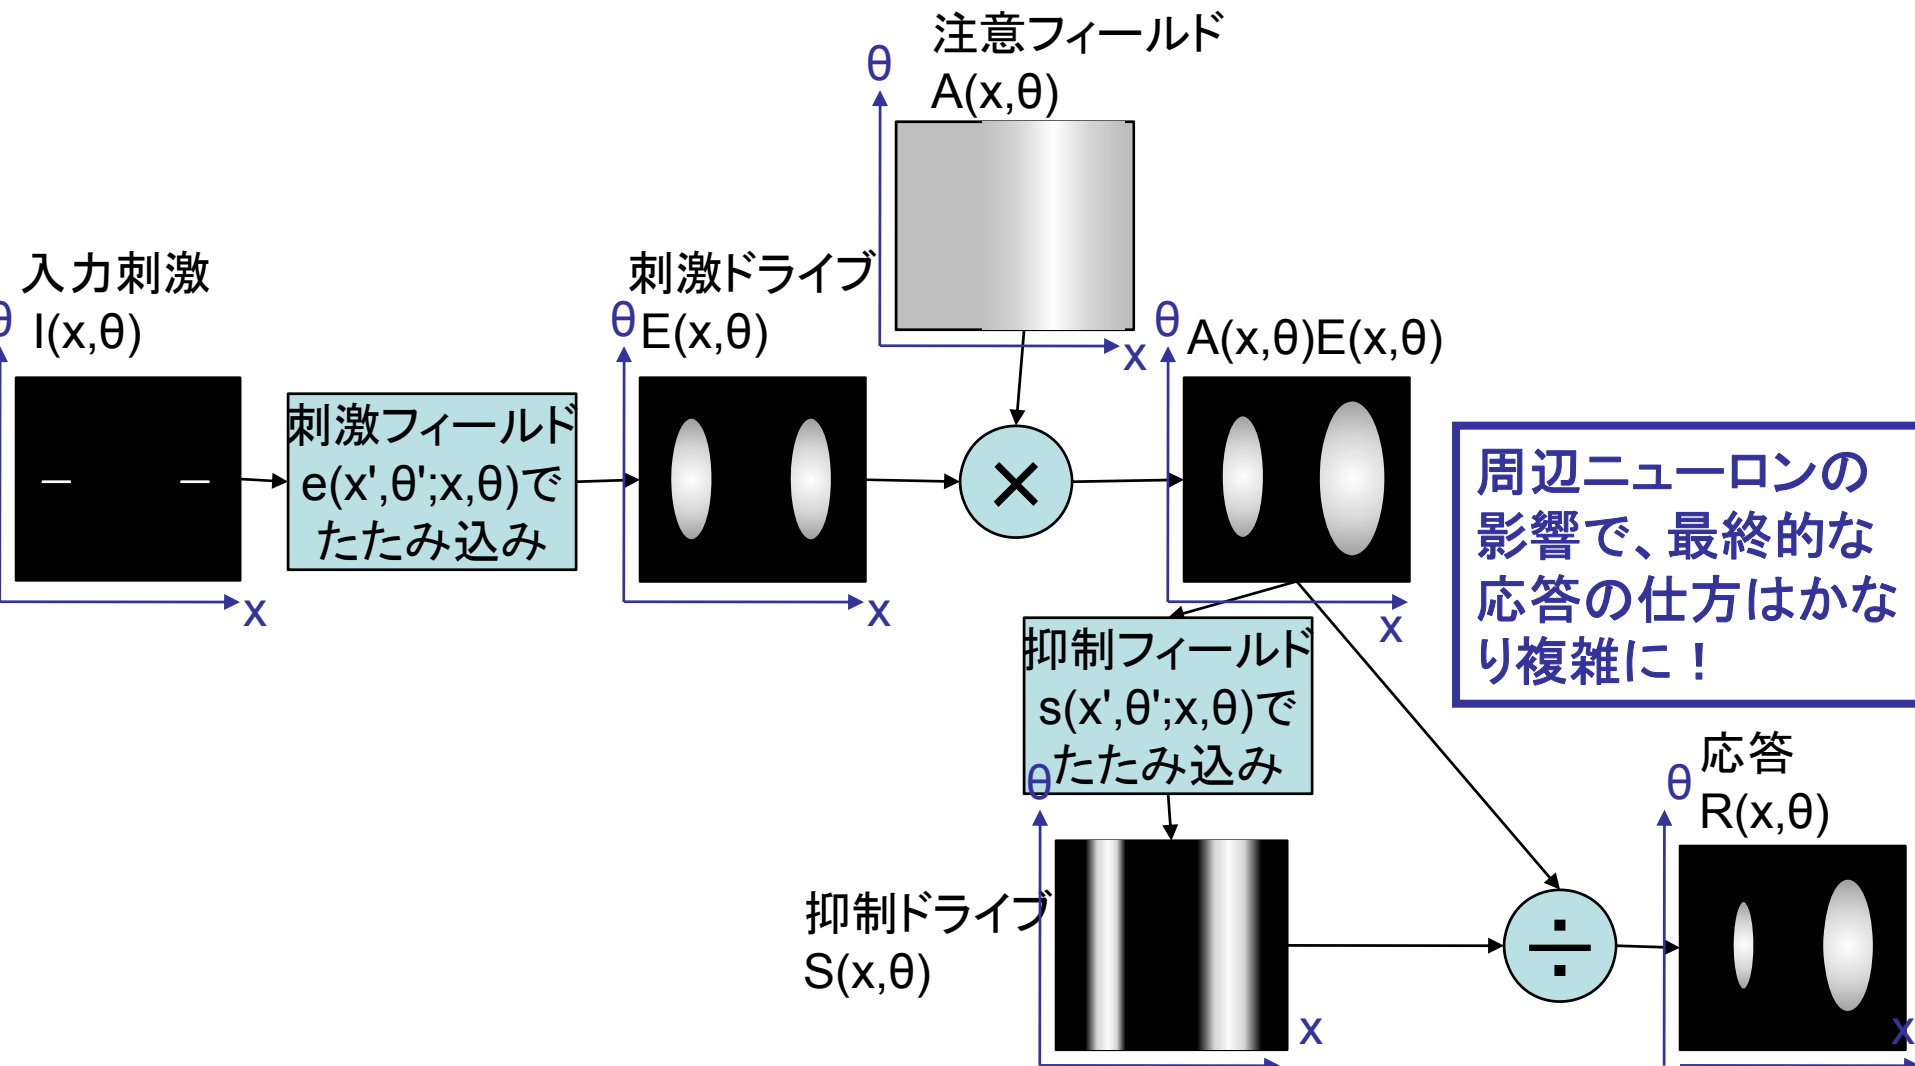 注意フィールド
A(x,θ)
θ
x
入力刺激
I(x,θ)
θ
x
刺激フィールド
e(x',θ';x,θ)で
たたみ込み
刺激ドライブ
E(x,θ)
θ
x
×
A(x,θ)E(x,θ)
θ
x
周辺ニューロンの
影響で、最終的な
応答の仕方はかな
り複雑に！
抑制フィールド
s(x',θ';x,θ)で
たたみ込み
抑制ドライブ
S(x,θ)
θ
x
÷
応答
R(x,θ)
θ
x